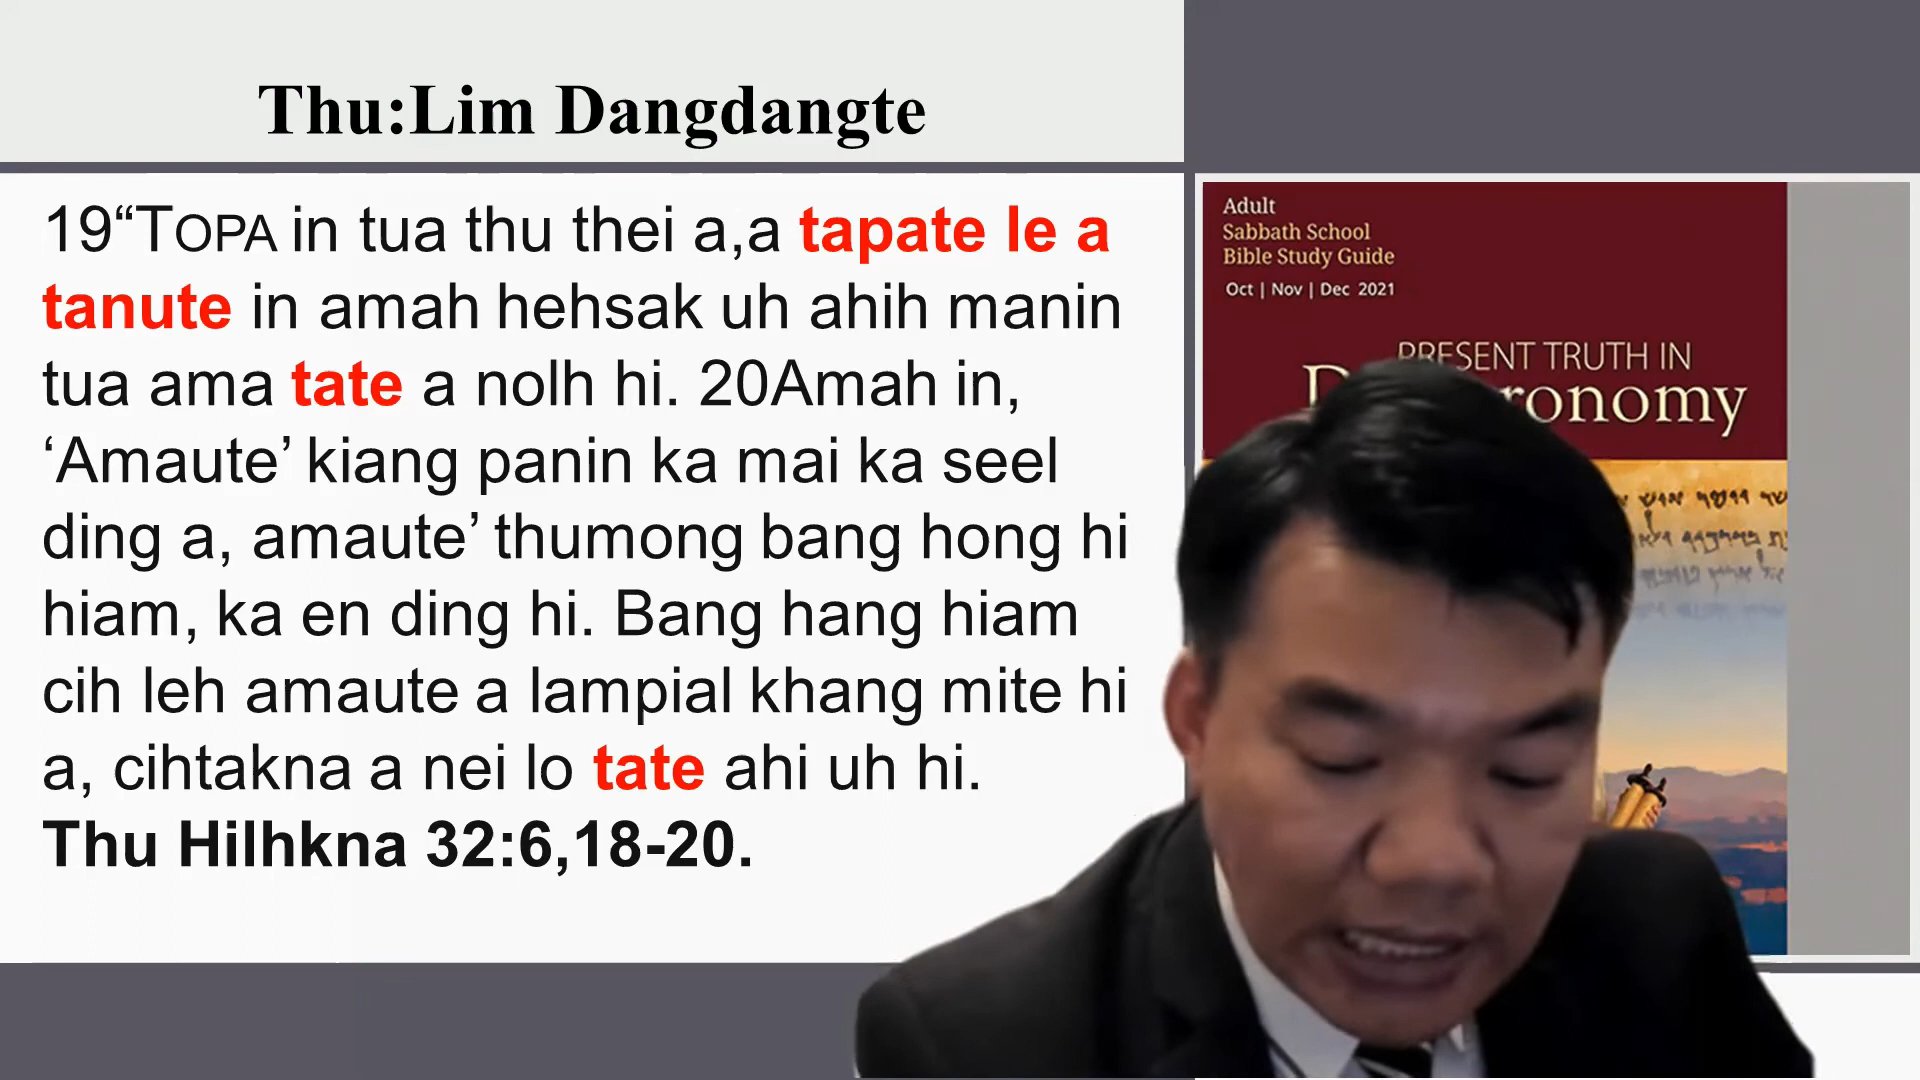 Thu:Lim Dangdangte
19“TOPA in tua thu thei a,a tapate le a
tanute in amah hehsak uh ahih manin
tua ama tate a nolh hi. 20Amah in,
‘Amaute’ kiang panin ka mai ka seel
ding a, amaute’ thumong bang hong hi
hiam, ka en ding hi. Bang hang hiam
cih leh amaute a lampial khang mite hi
a, cihtakna a nei lo tate ahi uh hi.
Thu Hilhkna 32:6,18-20.
Adult
Sabbath School
Bible Study Guide
Oct | Nov | Dec 2021
PRESENT TRUTH IN